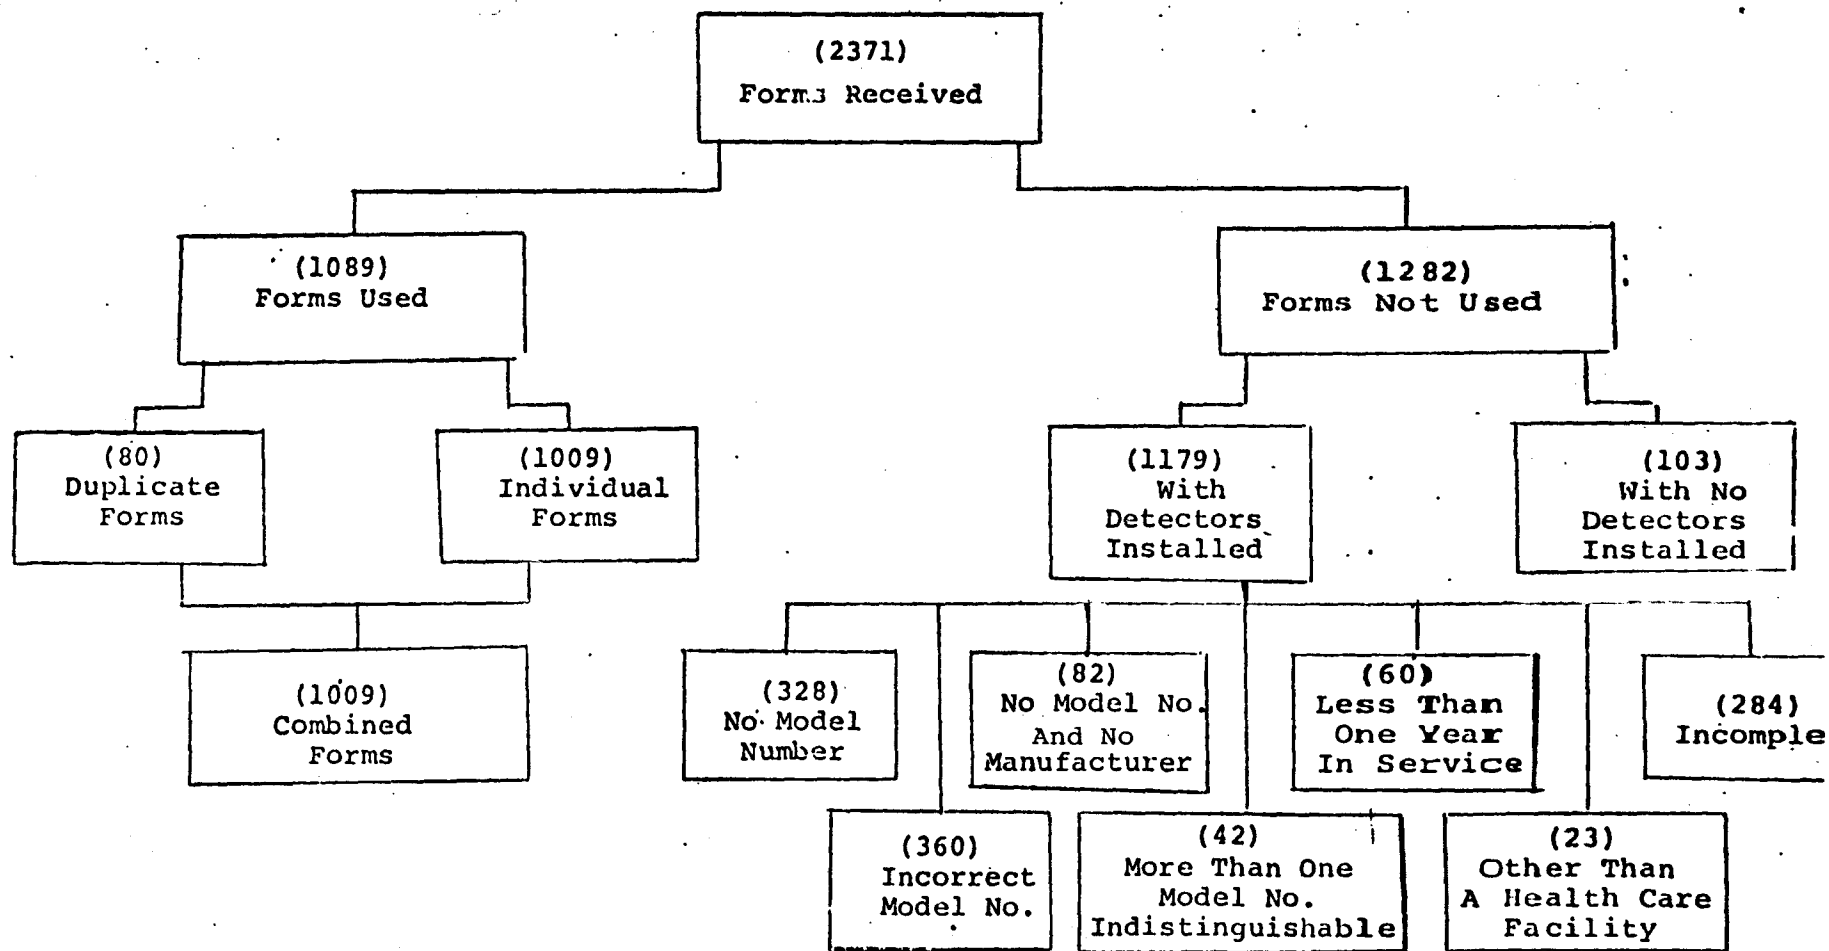 (2371)
Forms Received
(1089)
Forms Used
(1282)
Forms Not Used
(80)
Duplicate
Forms
(1009)
Individual
Forms
(1179)
With
Detectors
Installed
(103)
With No
Detectors
Installed
(1009)
Combined
Forms
(328)
No Model
Number
(82)
No Model No.
And No
Manufacturer
(60)
Less Than
One Year
In Service
(284)
Incomple
(360)
Incorrect
Model No.
(42)
More Than One
Model No.
Indistinguishable
(23)
Other Than
A Health Care
Facility